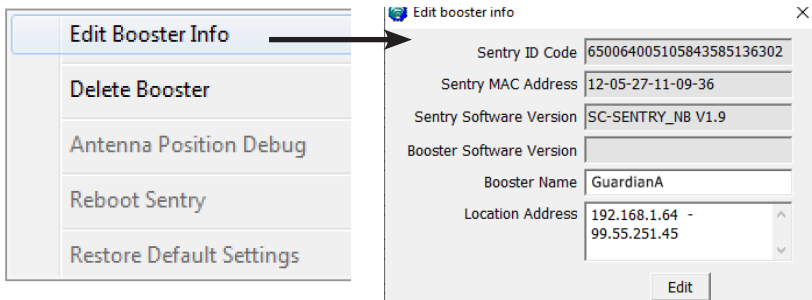 Edit Booster Info
Delete Booster
Antenna Position Debug
Reboot Sentry
Restore Default Settings
Edit booster info
Sentry ID Code 650064005105843585136302
Sentry MAC Address 12-05-27-11-09-36
Sentry Software Version SC-SENTRY_NB V1.9
Booster Software Version
Booster Name GuardianA
Location Address 192.168.1.64 -
99.55.251.45
Edit